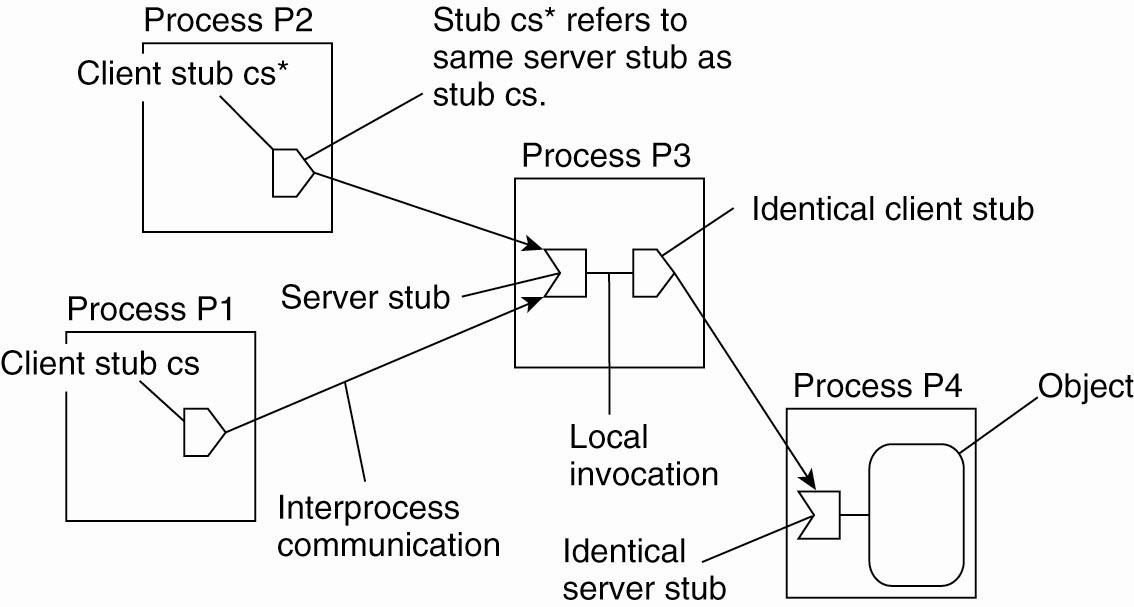 Process P2
Client stub cs*
Stub cs* refers to
same server stub as
stub cs.
Process P3
Identical client stub
Server stub
Process P1
Client stub cs
Interprocess
communication
Local
invocation
Process P4
Object
Identical
server stub